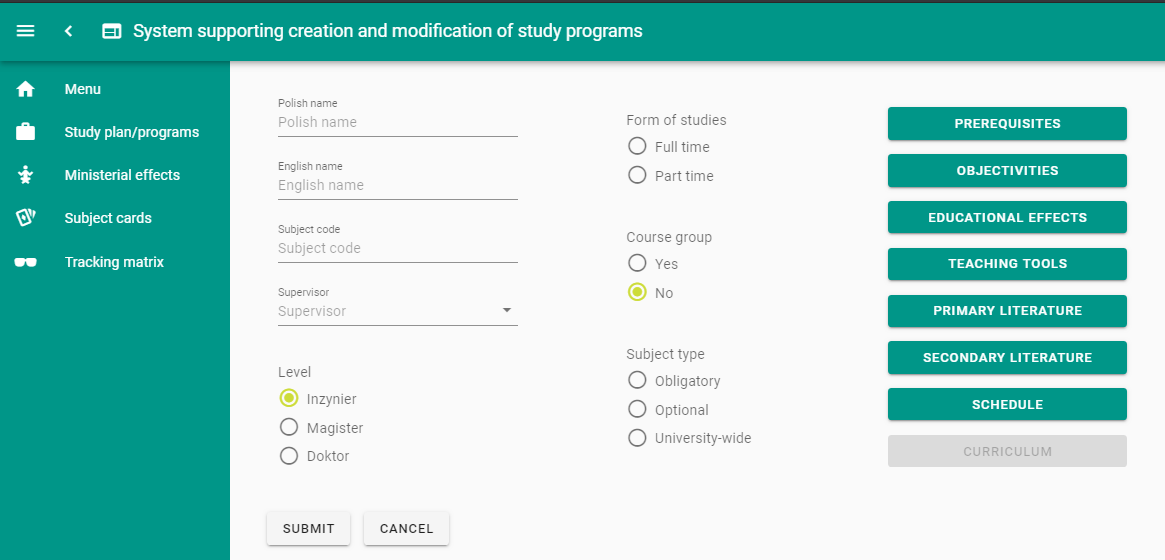 System supporting creation and modification of study programs
Menu
Study plan/programs
Ministerial effects
Subject cards
Tracking matrix
Polish name
Polish name
English name
English name
Subject code
Subject code
Supervisor
Supervisor
Level
Inzynier
Magister
Doktor
Form of studies
Full time
Part time
Course group
Yes
No
Subject type
Obligatory
Optional
University-wide
PREREQUISITES
OBJECTIVITIES
EDUCATIONAL EFFECTS
TEACHING TOOLS
PRIMARY LITERATURE
SECONDARY LITERATURE
SCHEDULE
CURRICULUM
SUBMIT CANCEL